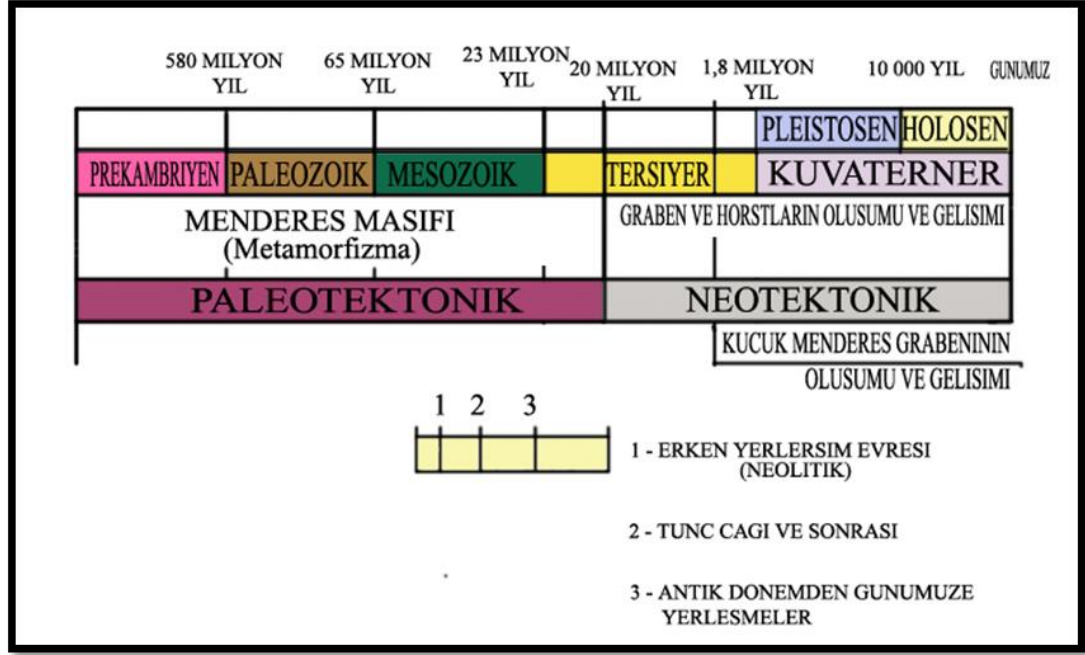 580 MILYON
YIL
65 MILYON
YIL
23 MILYON
YIL
20 MILYON
YIL
1,8 MILYON
YIL
10 000 YIL
GUNUMUZ
PLEISTOSEN
HOLOSEN
PREKAMBRIYEN
PALEOZOIK
MESOZOIK
TERSIYER
KUVATERNER
MENDERES MASIFI
(Metamorfizma)
GRABEN VE HORSTLARIN OLUSUMU VE GELISIMI
PALEOTEKTONIK
NEOTEKTONIK
KUCUK MENDERES GRABENININ
OLUSUMU VE GELISIMI
1 2 3
1 - ERKEN YERLERSIM EVRESI
(NEOLITIK)
2 - TUNC CAGI VE SONRASI
3 - ANTIK DONEMDEN GUNUMUZE
YERLESMELER